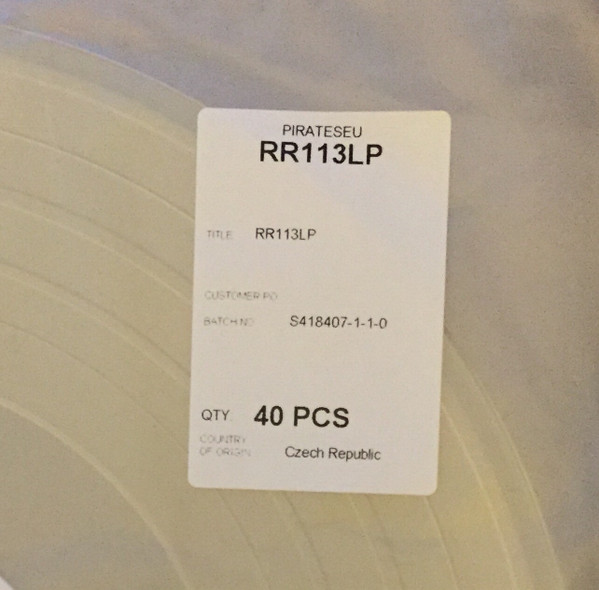 PIRATESEU
RR113LP
TITLE RR113LP
CUSTOMER PO
BATCH NO S418407-1-1-0
QTY. 40 PCS
COUNTRY
OF ORIGIN Czech Republic